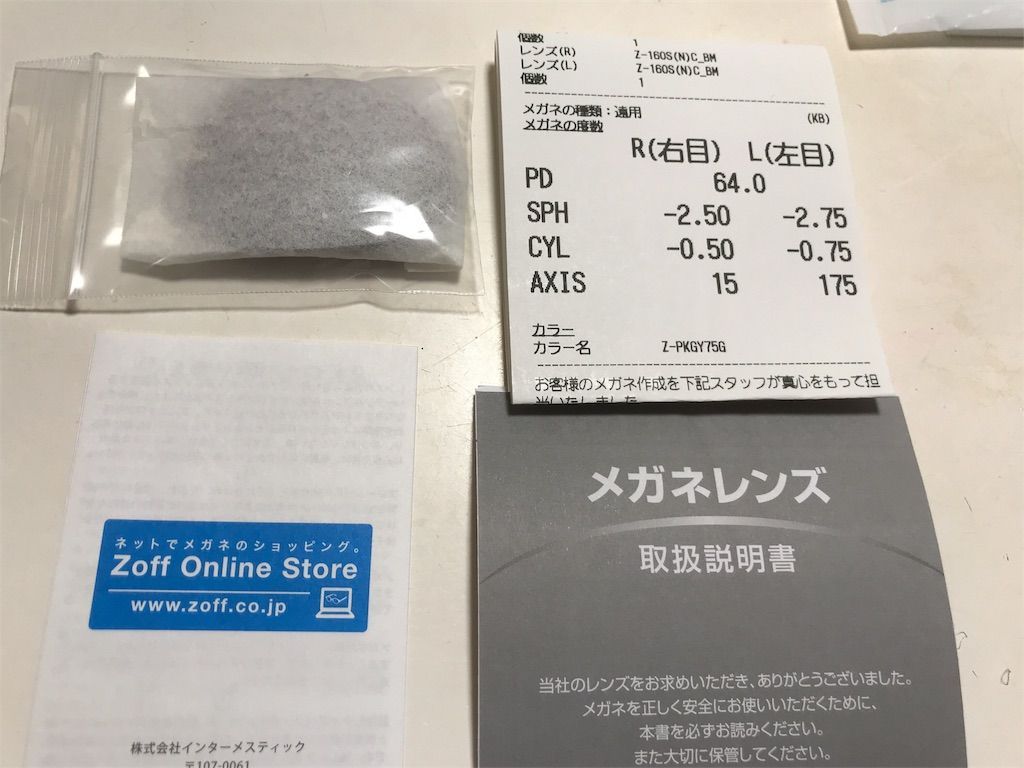 個数 1
レンズ(R) Z-160S(N)C_BM
レンズ(L) Z-160S(N)C_BM
個数 1
メガネの種類：遠用 (KB)
メガネの度数
R(右目) L(左目)
PD 64.0
SPH -2.50 -2.75
CYL -0.50 -0.75
AXIS 15 175
カラー
カラー名 Z-PKGY75G
お客様のメガネ作成を下記スタッフが真心をもって担
当いたしました
ネットでメガネのショッピング。
Zoff Online Store
www.zoff.co.jp
株式会社インターメスティック
〒107-0061
メガネレンズ
取扱説明書
当社のレンズをお求めいただき、ありがとうございました。
メガネを正しく安全にお使いいただくために、
本書を必ずお読みください。
また大切に保管してください。